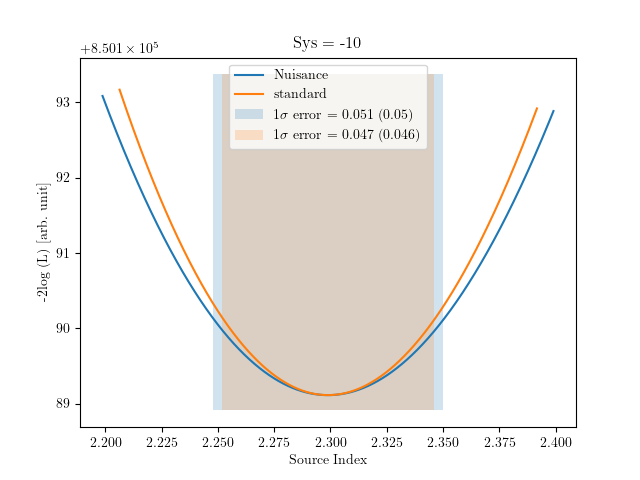 Sys = -10
+8.501 × 10⁵
Nuisance
standard
1σ error = 0.051 (0.05)
1σ error = 0.047 (0.046)
93
92
91
90
89
-2log (L) [arb. unit]
2.200 2.225 2.250 2.275 2.300 2.325 2.350 2.375 2.400
Source Index